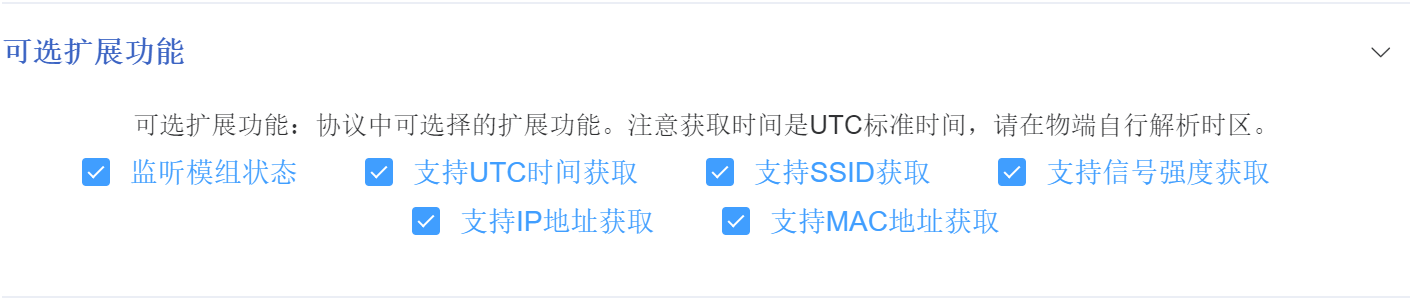 可选扩展功能
可选扩展功能：协议中可选择的扩展功能。注意获取时间是UTC标准时间，请在物端自行解析时区。
监听模组状态 支持UTC时间获取 支持SSID获取 支持信号强度获取
支持IP地址获取 支持MAC地址获取